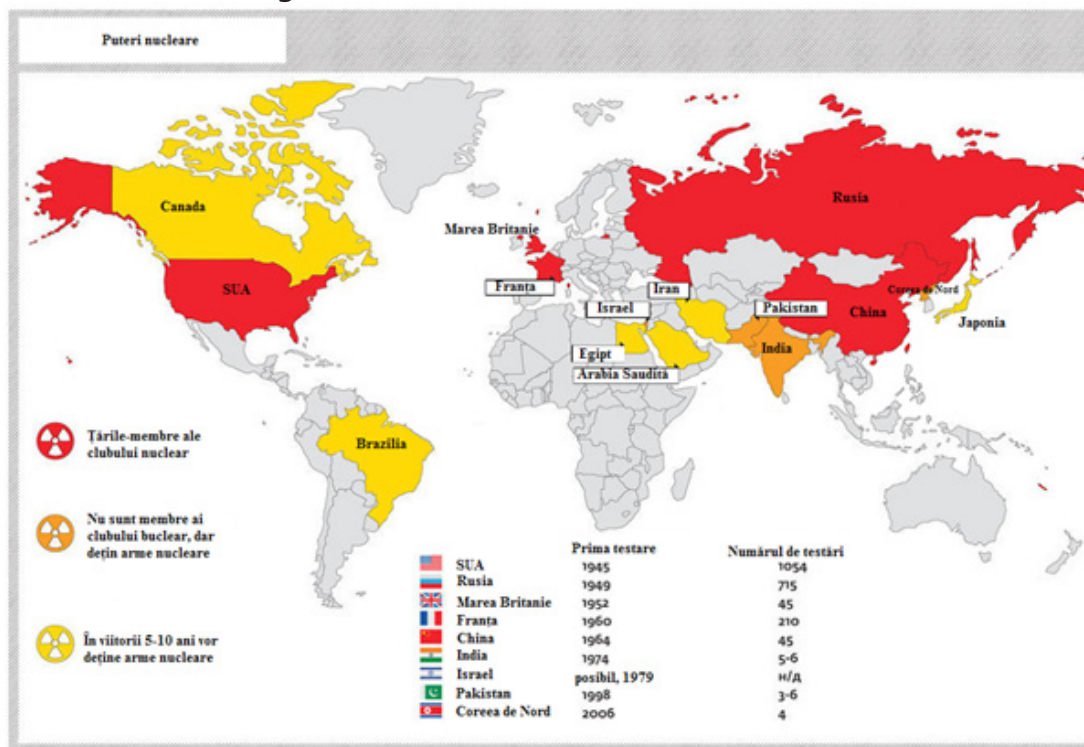 Puteri nucleare
Canada
Rusia
Marea Britanie
SUA
Franța
Iran
Coreea de Nord
Israel
Pakistan
China
Japonia
India
Egipt
Arabia Saudită
Brazilia
Țările-membre ale
clubului nuclear
Nu sunt membre ai
clubului buclear, dar
dețin arme nucleare
În viitorii 5-10 ani vor
deține arme nucleare
Prima testare Numărul de testări
SUA 1945 1054
Rusia 1949 715
Marea Britanie 1952 45
Franța 1960 210
China 1964 45
India 1974 5-6
Israel posibil, 1979 н/д
Pakistan 1998 3-6
Coreea de Nord 2006 4